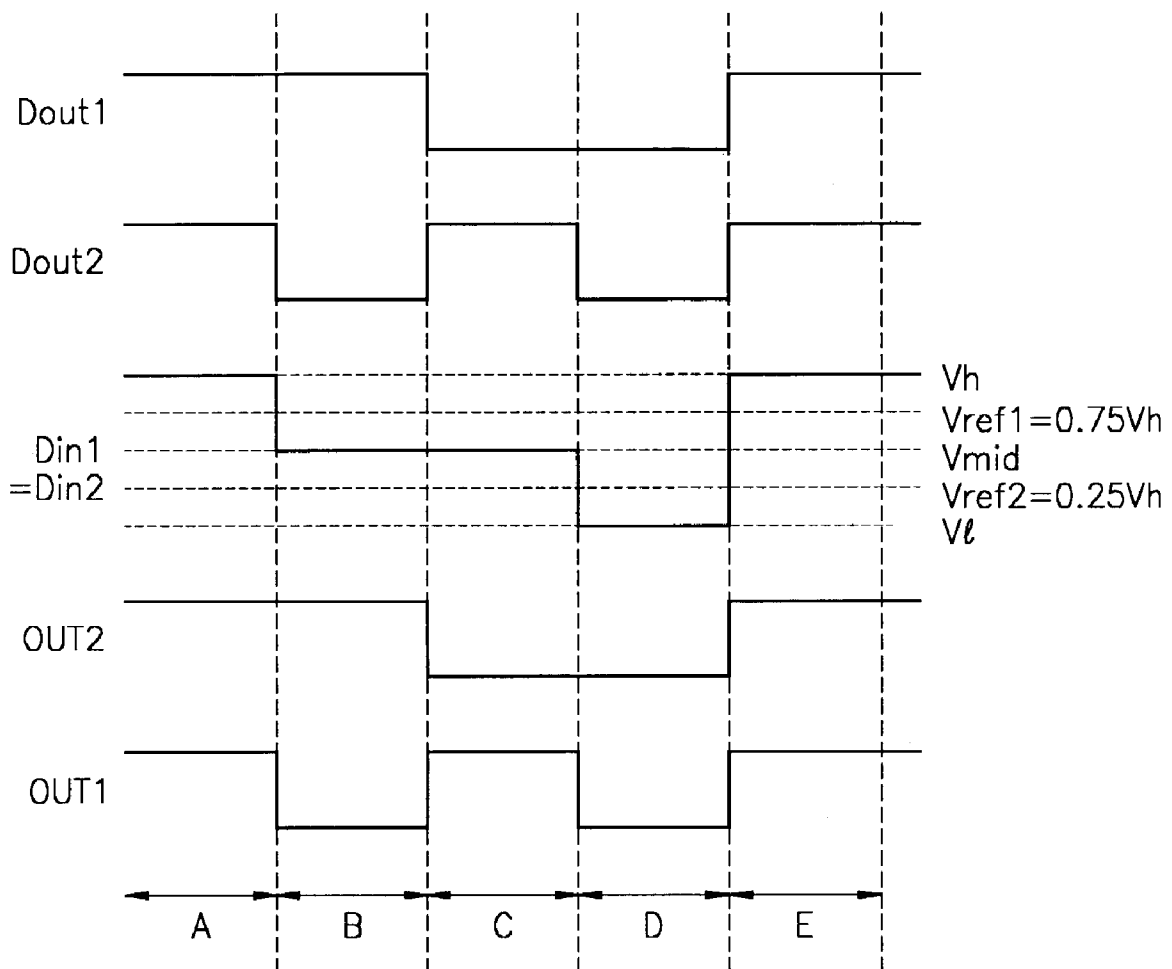 Dout1
Dout2
Vh
Vref1=0.75Vh
Din1
Vmid
=Din2
Vref2=0.25Vh
Vℓ
OUT2
OUT1
A B C D E